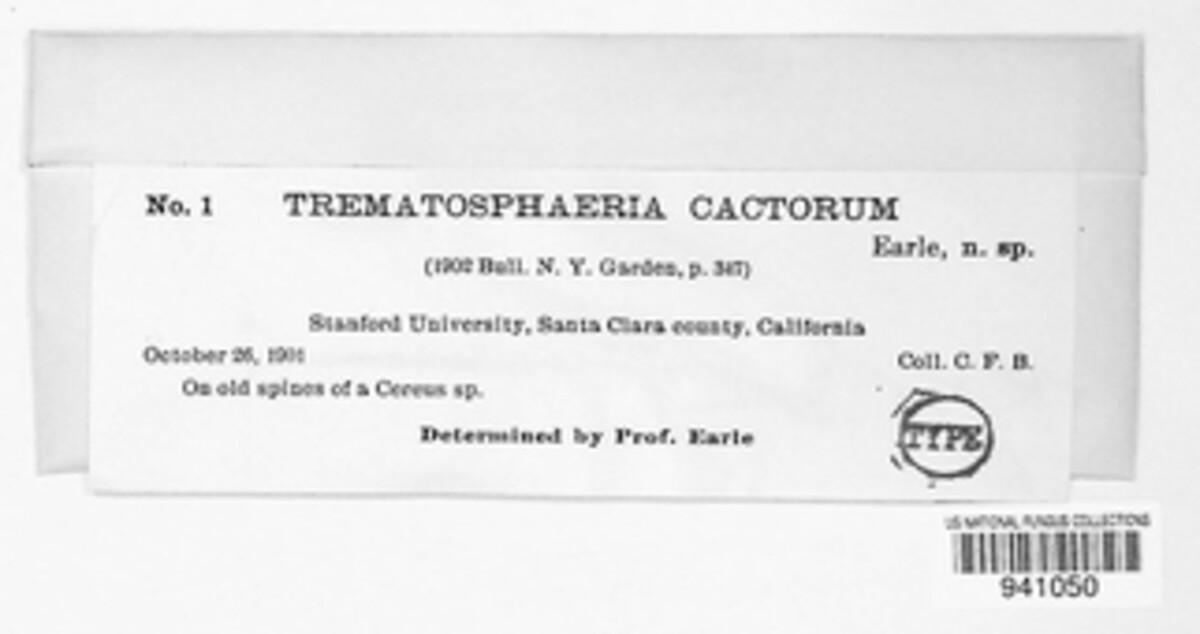 No. 1 TREMATOSPHAERIA CACTORUM
Earle, n. sp.
(1902 Bull. N. Y. Garden, p. 347)
Stanford University, Santa Clara county, California
October 26, 1901
Coll. C. F. B.
On old spines of a Cereus sp.
Determined by Prof. Earle
TYPE
US NATIONAL FUNGUS COLLECTIONS
941050